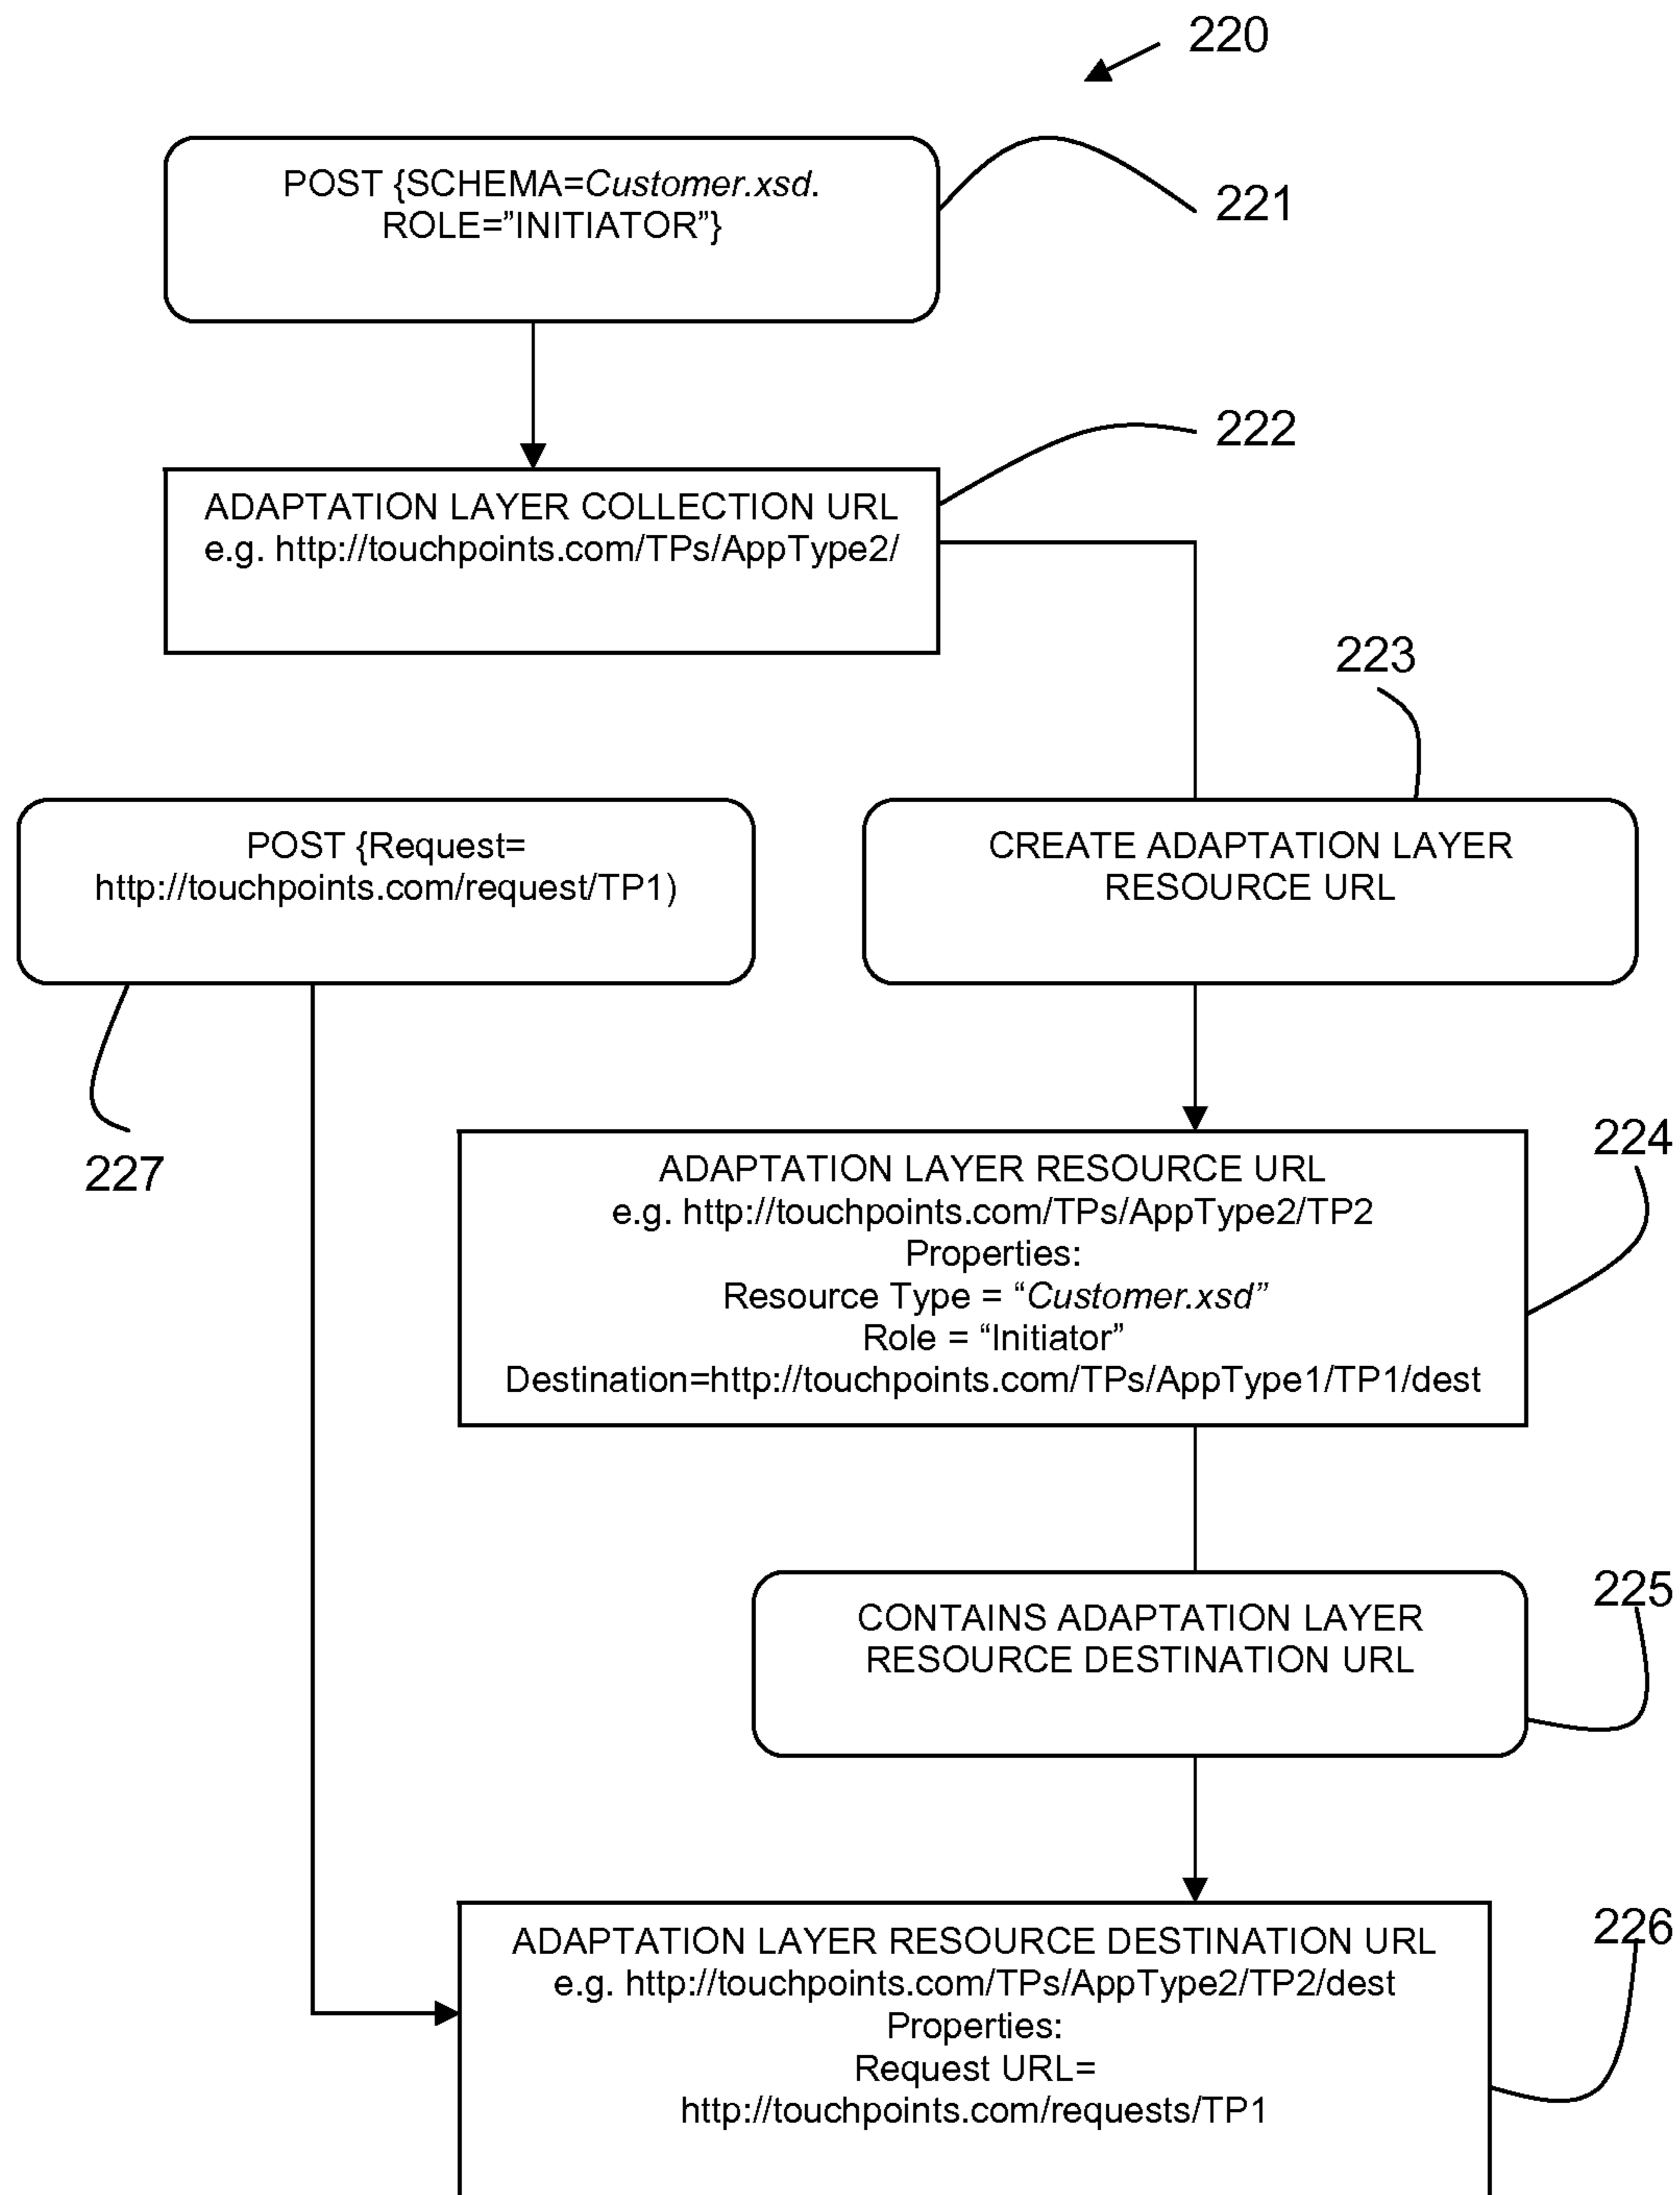 220
POST {SCHEMA=Customer.xsd.
ROLE=”INITIATOR”}
221
222
ADAPTATION LAYER COLLECTION URL
e.g. http://touchpoints.com/TPs/AppType2/
223
POST {Request=
http://touchpoints.com/request/TP1)
CREATE ADAPTATION LAYER
RESOURCE URL
227
224
ADAPTATION LAYER RESOURCE URL
e.g. http://touchpoints.com/TPs/AppType2/TP2
Properties:
Resource Type = “Customer.xsd”
Role = “Initiator”
Destination=http://touchpoints.com/TPs/AppType1/TP1/dest
225
CONTAINS ADAPTATION LAYER
RESOURCE DESTINATION URL
226
ADAPTATION LAYER RESOURCE DESTINATION URL
e.g. http://touchpoints.com/TPs/AppType2/TP2/dest
Properties:
Request URL=
http://touchpoints.com/requests/TP1